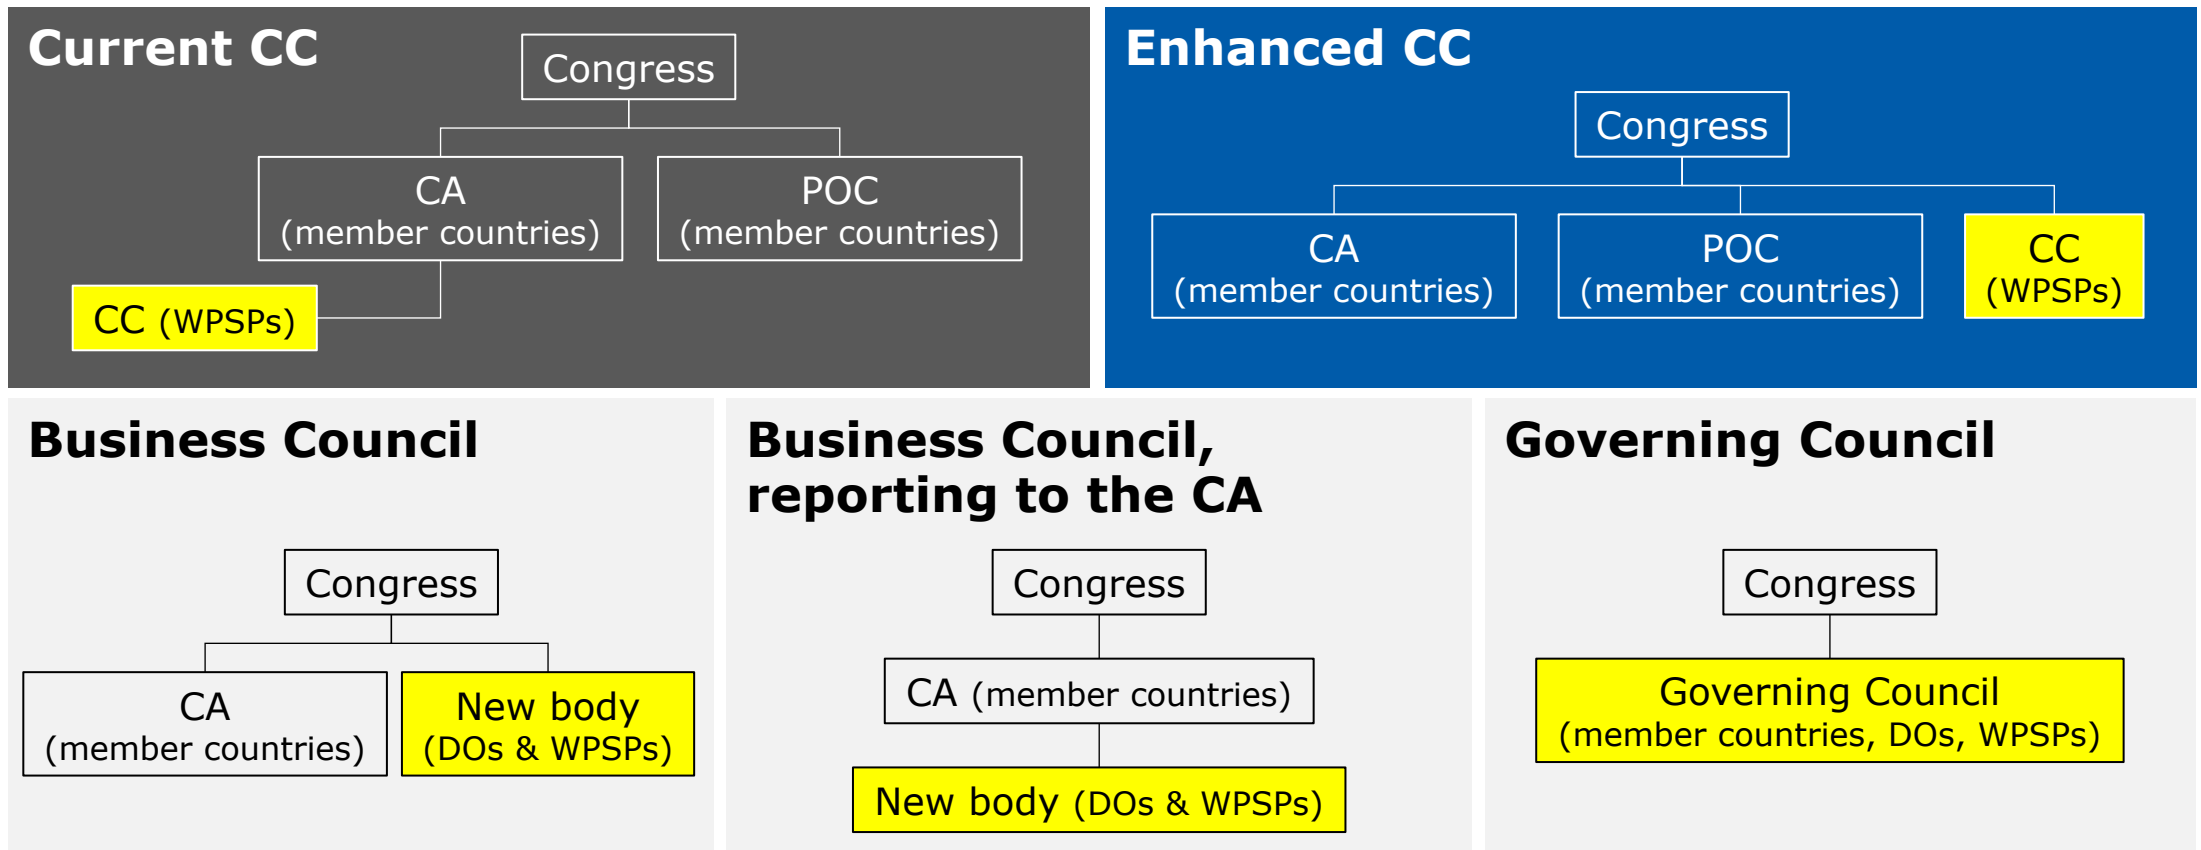 Current CC
Congress
CA
(member countries)
POC
(member countries)
CC (WPSPs)
Enhanced CC
Congress
CA
(member countries)
POC
(member countries)
CC
(WPSPs)
Business Council
Congress
CA
(member countries)
New body
(DOs & WPSPs)
Business Council,
reporting to the CA
Congress
CA (member countries)
New body (DOs & WPSPs)
Governing Council
Congress
Governing Council
(member countries, DOs, WPSPs)